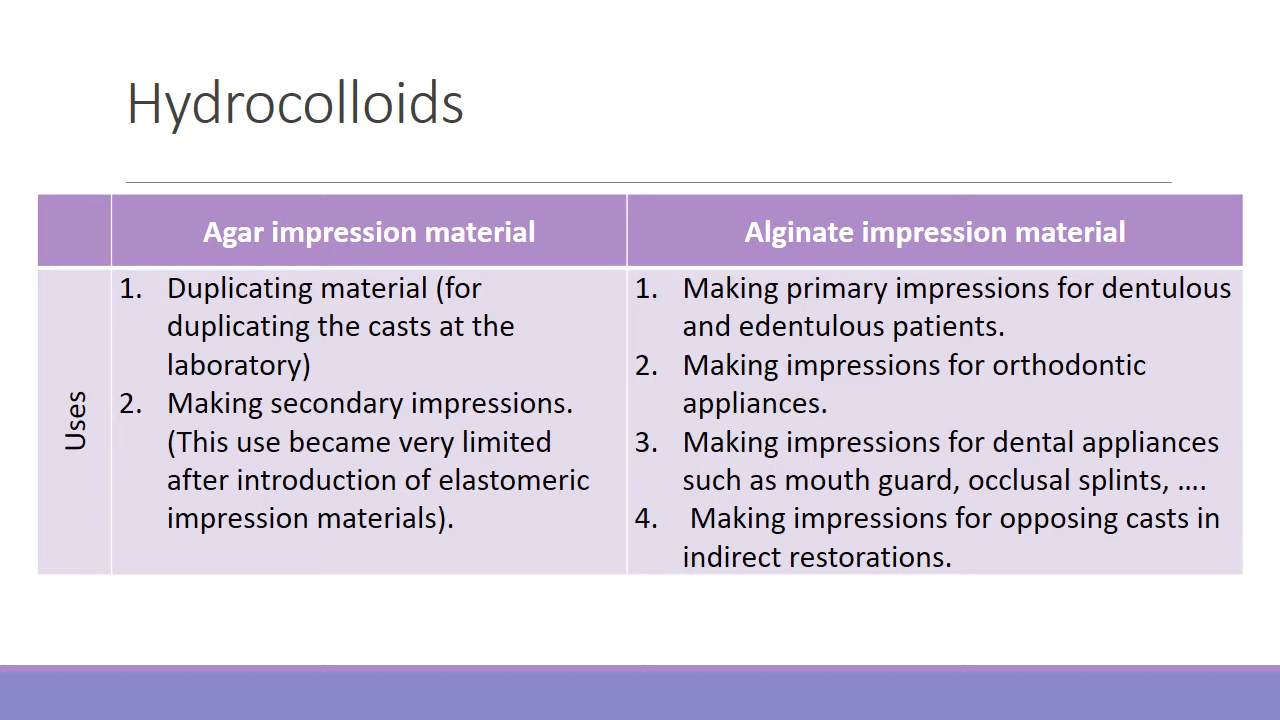 Hydrocolloids
Agar impression material
Alginate impression material
Uses
1. Duplicating material (for
duplicating the casts at the
laboratory)
2. Making secondary impressions.
(This use became very limited
after introduction of elastomeric
impression materials).
1. Making primary impressions for dentulous
and edentulous patients.
2. Making impressions for orthodontic
appliances.
3. Making impressions for dental appliances
such as mouth guard, occlusal splints, ....
4. Making impressions for opposing casts in
indirect restorations.